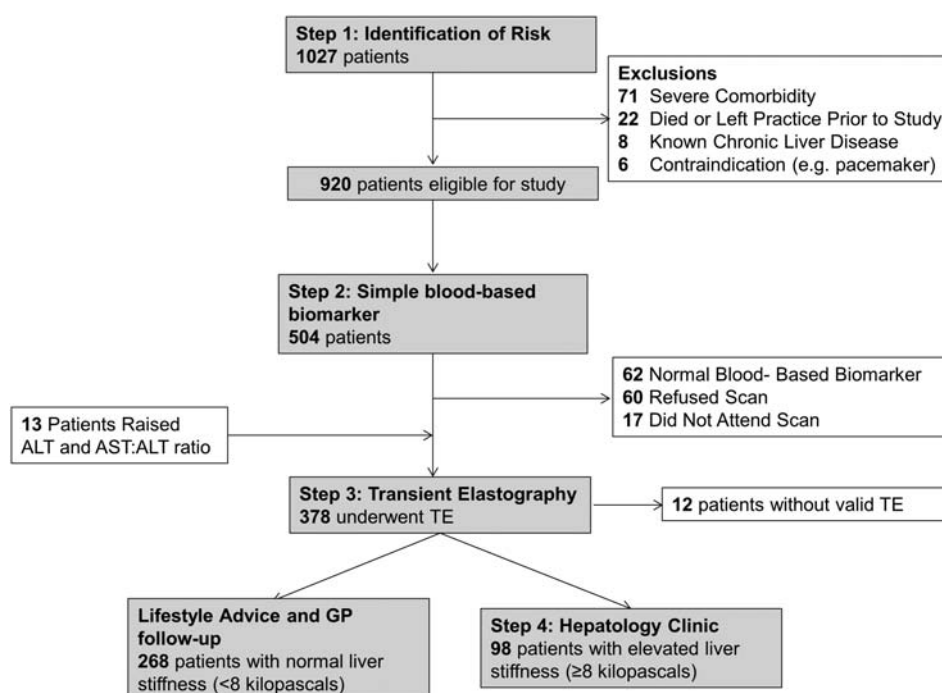 Step 1: Identification of Risk
1027 patients
Exclusions
71 Severe Comorbidity
22 Died or Left Practice Prior to Study
8 Known Chronic Liver Disease
6 Contraindication (e.g. pacemaker)
920 patients eligible for study
Step 2: Simple blood-based
biomarker
504 patients
62 Normal Blood- Based Biomarker
60 Refused Scan
17 Did Not Attend Scan
13 Patients Raised
ALT and AST:ALT ratio
Step 3: Transient Elastography
378 underwent TE
12 patients without valid TE
Lifestyle Advice and GP
follow-up
268 patients with normal liver
stiffness (<8 kilopascals)
Step 4: Hepatology Clinic
98 patients with elevated liver
stiffness (≥8 kilopascals)